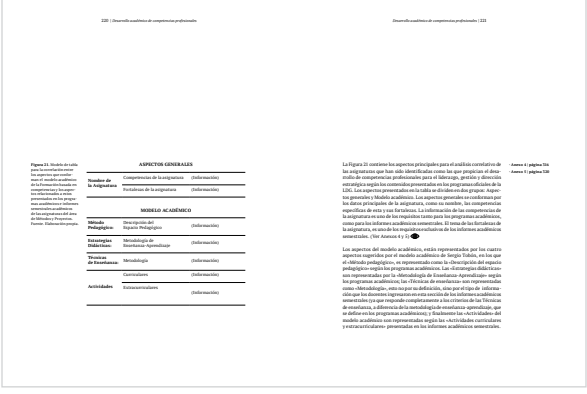 220 | Desarrollo académico de competencias profesionales
Figura 21. Modelo de tabla
para la correlación entre
los aspectos que confor-
man el modelo académico
de la Formación basada en
competencias y los aspec-
tos relacionados a estos
presentados en los progra-
mas académicos e informes
semestrales académicos
de las asignaturas del área
de Métodos y Proyectos.
Fuente: Elaboración propia.
ASPECTOS GENERALES
Nombre de
la Asignatura
Competencias de la asignatura (Información)
Fortalezas de la asignatura (Información)
MODELO ACADÉMICO
Método
Pedagógico:
Descripción del
Espacio Pedagógico
(Información)
Estrategias
Didácticas:
Metodología de
Enseñanza-Aprendizaje
(Información)
Técnicas
de Enseñanza:
Metodología (Información)
Actividades
Curriculares (Información)
Extracurriculares
(Información)
Desarrollo académico de competencias profesionales | 221
La Figura 21 contiene los aspectos principales para el análisis correlativo de
las asignaturas que han sido identificadas como las que propician el desa-
rrollo de competencias profesionales para el liderazgo, gestión y dirección
estratégica según los contenidos presentados en los programas oficiales de la
LDG. Los aspectos presentados en la tabla se dividen en dos grupos: Aspec-
tos generales y Modelo académico. Los aspectos generales se conforman por
los datos principales de la asignatura, como su nombre, las competencias
específicas de esta y sus fortalezas. La información de las competencias de
la asignatura es uno de los requisitos tanto para los programas académicos,
como para los informes semestrales académicos. El tema de las fortalezas de
la asignatura, es uno de los requisitos exclusivos de los informes académicos
semestrales. (Ver Anexos 4 y 5)
Los aspectos del modelo académico, están representados por los cuatro
aspectos sugeridos por el modelo académico de Sergio Tobón, en los que
el «Método pedagógico», es representado como la «Descripción del espacio
pedagógico» según los programas académicos. Las «Estrategias didácticas»
son representadas por la «Metodología de Enseñanza-Aprendizaje» según
los programas académicos; las «Técnicas de enseñanza» son representadas
como «Metodología», esto no por su definición, sino por el tipo de informa-
ción que los docentes ingresaron en esta sección de los informes académicos
semestrales (ya que responde completamente a los criterios de las Técnicas
de enseñanza, a diferencia de la metodología de enseñanza-aprendizaje, que
se define en los programas académicos); y finalmente las «Actividades» del
modelo académico son representadas según las «Actividades curriculares
y extracurriculares» presentadas en los informes académicos semestrales.